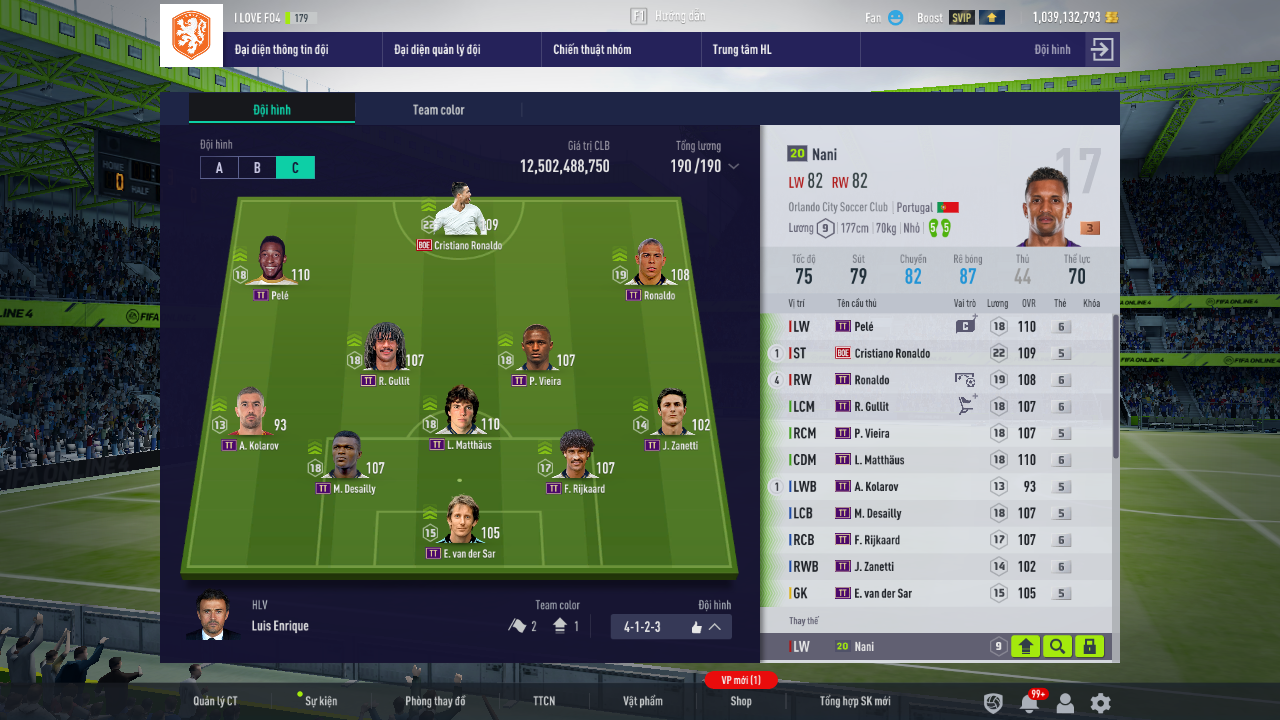 I LOVE FO4 179
F1 Hướng dẫn
Fan Boost SVIP 1,039,132,793
Đại diện thông tin đội
Đại diện quản lý đội
Chiến thuật nhóm
Trung tâm HL
Đội hình
Đội hình
Team color
Đội hình
A B C
Giá trị CLB
12,502,488,750
Tổng lương
190 /190
22 109
BOE Cristiano Ronaldo
18 110
TT Pelé
19 108
TT Ronaldo
18 107
TT R. Gullit
18 107
TT P. Vieira
13 93
TT A. Kolarov
18 110
TT L. Matthäus
14 102
TT J. Zanetti
18 107
TT M. Desailly
17 107
TT F. Rijkaard
15 105
TT E. van der Sar
HLV
Luis Enrique
Team color
2 1
Đội hình
4-1-2-3
20 Nani
17
LW 82 RW 82
Orlando City Soccer Club Portugal
Lương 9 177cm 70kg Nhỏ 5 5
3
Tốc độ Sút Chuyền Rê bóng Thủ Thể lực
75 79 82 87 44 70
Vị trí Tên cầu thủ Vai trò Lương OVR Thẻ Khóa
LW TT Pelé C 18 110 6
1 ST BOE Cristiano Ronaldo 22 109 5
4 RW TT Ronaldo 19 108 6
LCM TT R. Gullit 18 107 6
RCM TT P. Vieira 18 107 5
CDM TT L. Matthäus 18 110 6
1 LWB TT A. Kolarov 13 93 5
LCB TT M. Desailly 18 107 5
RCB TT F. Rijkaard 17 107 6
RWB TT J. Zanetti 14 102 6
GK TT E. van der Sar 15 105 5
Thay thế
LW 20 Nani 9
HOME
0
HALF
ONLINE 4
FIFA
FIFA ONLINE 4
FIFA ONLINE 4
VP mới (1)
Quản lý CT
Sự kiện
Phòng thay đồ
TTCN
Vật phẩm
Shop
Tổng hợp SK mới
99+